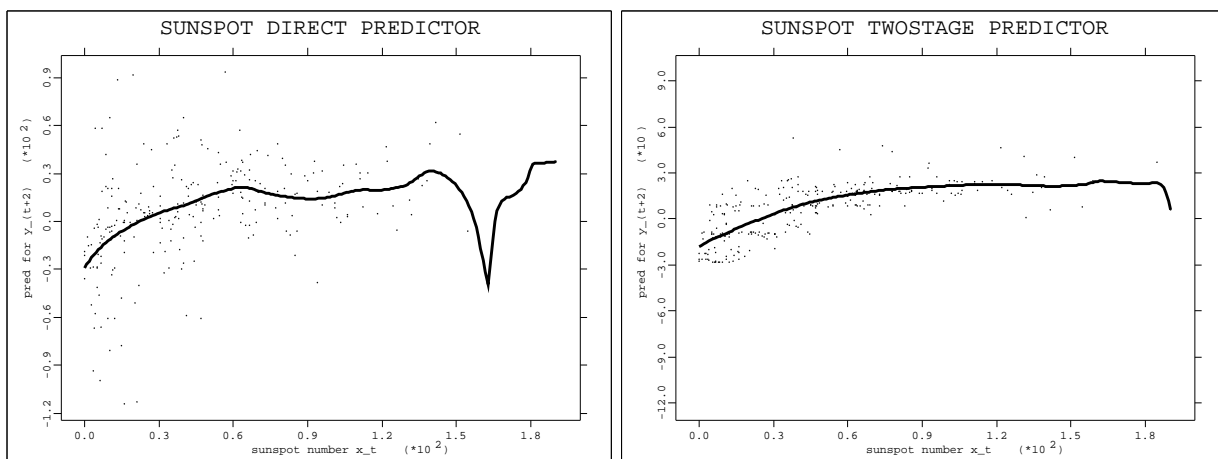 SUNSPOT DIRECT PREDICTOR
pred for y_(t+2) (*10 2)
0.9
0.6
0.3
0.0
-0.3
-0.6
-0.9
-1.2
0.0 0.3 0.6 0.9 1.2 1.5 1.8
sunspot number x_t (*10 2)
SUNSPOT TWOSTAGE PREDICTOR
pred for y_(t+2) (*10 )
9.0
6.0
3.0
0.0
-3.0
-6.0
-9.0
-12.0
0.0 0.3 0.6 0.9 1.2 1.5 1.8
sunspot number x_t (*10 2)